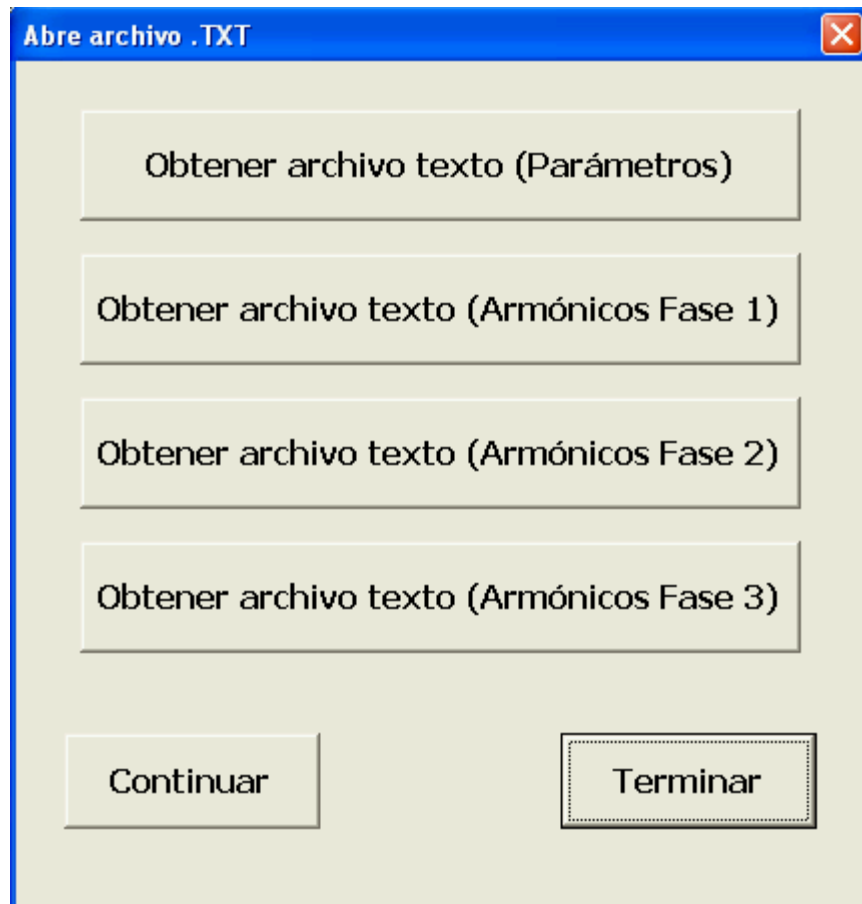 Abre archivo .TXT
Obtener archivo texto (Parámetros)
Obtener archivo texto (Armónicos Fase 1)
Obtener archivo texto (Armónicos Fase 2)
Obtener archivo texto (Armónicos Fase 3)
Continuar
Terminar